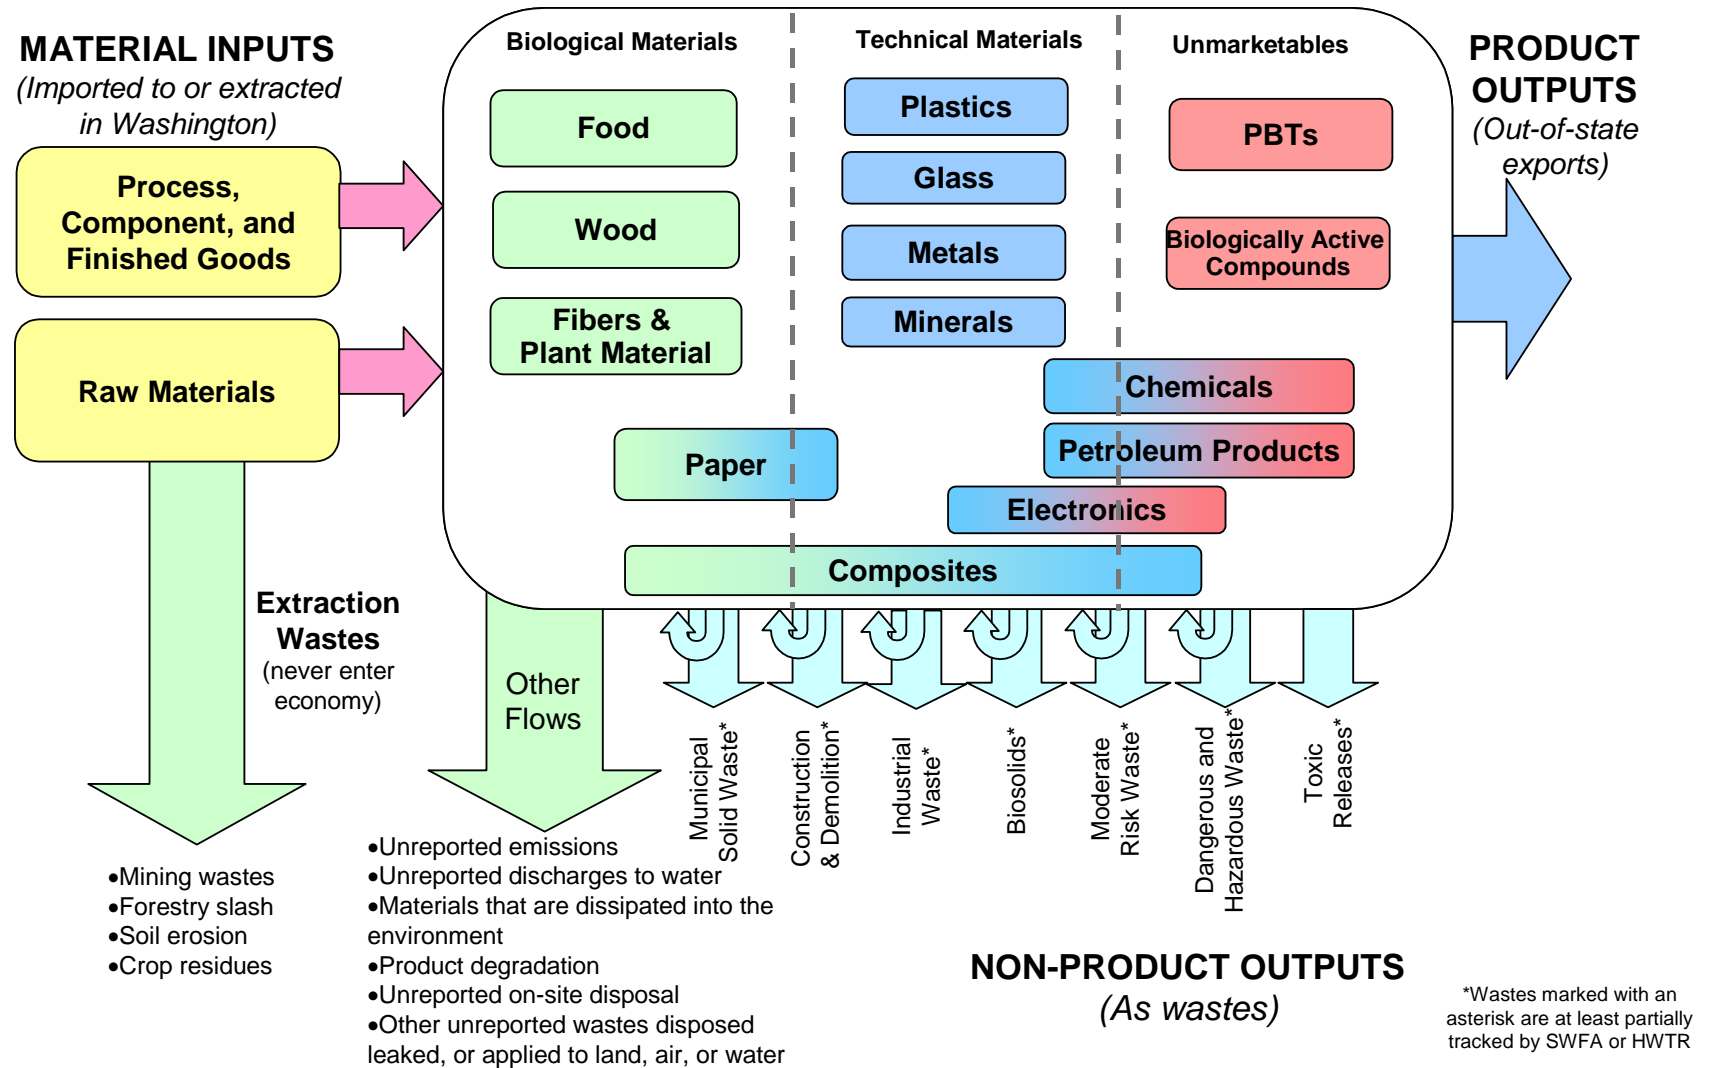 MATERIAL INPUTS
(Imported to or extracted
in Washington)
Process,
Component, and
Finished Goods
Raw Materials
Extraction
Wastes
(never enter
economy)
•Mining wastes
•Forestry slash
•Soil erosion
•Crop residues
Biological Materials
Food
Wood
Fibers &
Plant Material
Technical Materials
Plastics
Glass
Metals
Minerals
Unmarketables
PBTs
Biologically Active
Compounds
Chemicals
Petroleum Products
Paper
Electronics
Composites
PRODUCT
OUTPUTS
(Out-of-state
exports)
Other
Flows
•Unreported emissions
•Unreported discharges to water
•Materials that are dissipated into the
environment
•Product degradation
•Unreported on-site disposal
•Other unreported wastes disposed
leaked, or applied to land, air, or water
Municipal
Solid Waste*
Construction
& Demolition*
Industrial
Waste*
Biosolids*
Moderate
Risk Waste*
Dangerous and
Hazardous Waste*
Toxic
Releases*
NON-PRODUCT OUTPUTS
(As wastes)
*Wastes marked with an
asterisk are at least partially
tracked by SWFA or HWTR